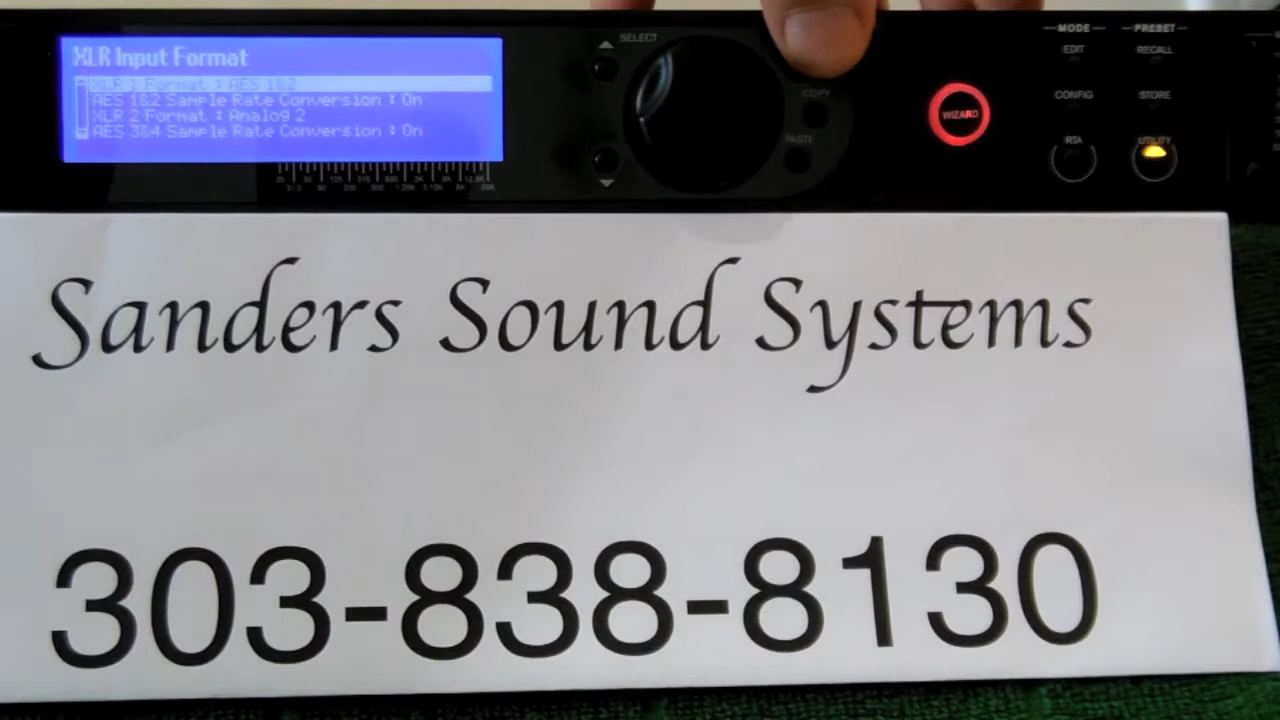 XLR Input Format
XLR 1 Format : AES 1&2
AES 1&2 Sample Rate Conversion : On
XLR 2 Format : Analog 2
AES 3&4 Sample Rate Conversion : On
SELECT
COPY
PASTE
WIZARD
MODE
PRESET
EDIT
RECALL
CONFIG
STORE
RTA
UTILITY
Sanders Sound Systems
303-838-8130